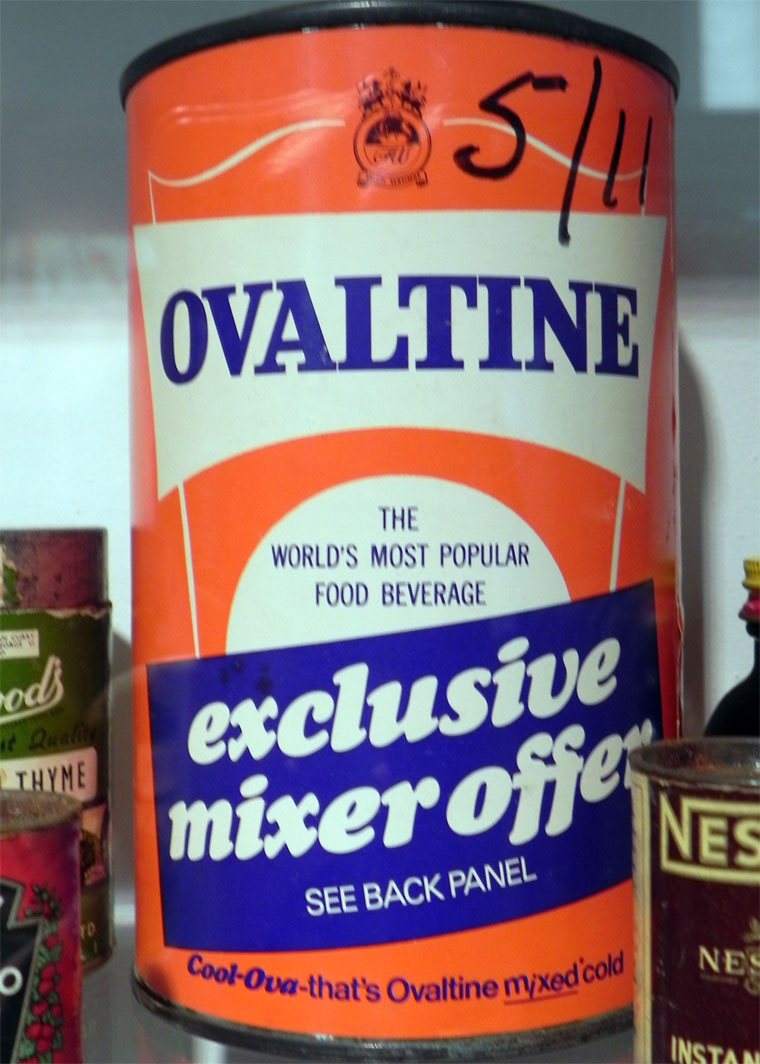 5/11
OVALTINE
THE
WORLD'S MOST POPULAR
FOOD BEVERAGE
exclusive
mixer offer
SEE BACK PANEL
Cool-Ova-that's Ovaltine mixed cold
THYME
NES
NES
INSTAN